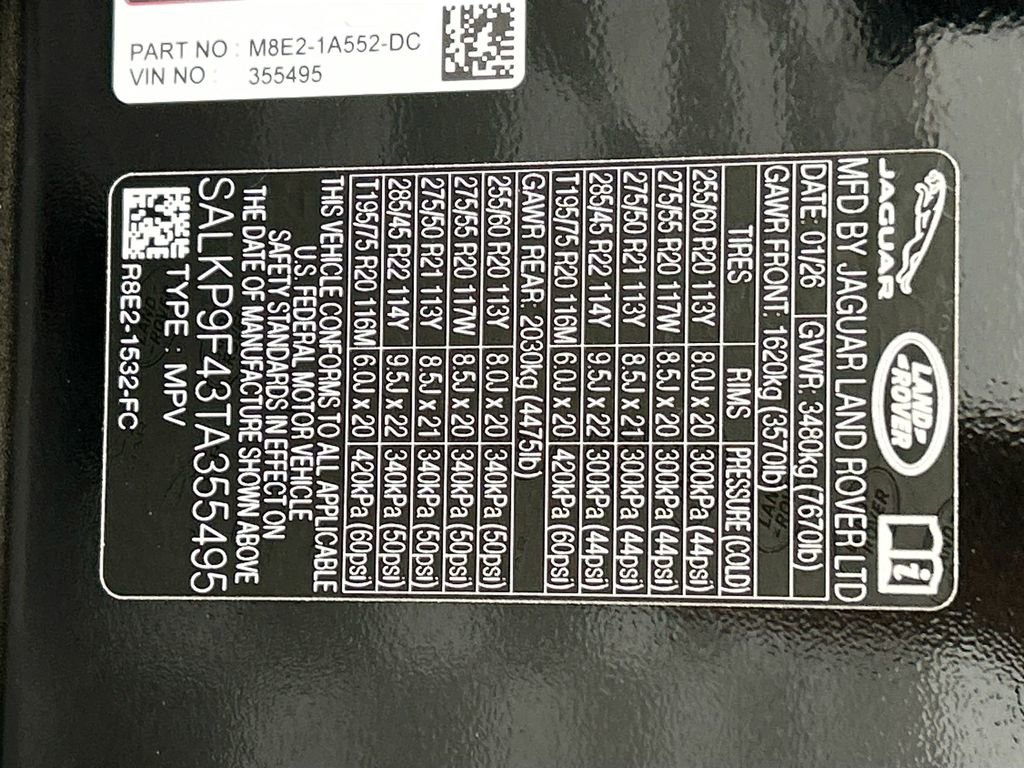 PART NO : M8E2-1A552-DC
VIN NO : 355495
JAGUAR LAND ROVER
MFD BY JAGUAR LAND ROVER LTD
DATE: 01/26 GVWR: 3480kg (7670lb)
GAWR FRONT: 1620kg (3570lb)
TIRES RIMS PRESSURE (COLD)
255/60 R20 113Y 8.0J x 20 300kPa (44psi)
275/55 R20 117W 8.5J x 20 300kPa (44psi)
275/50 R21 113Y 8.5J x 21 300kPa (44psi)
285/45 R22 114Y 9.5J x 22 300kPa (44psi)
T195/75 R20 116M 6.0J x 20 420kPa (60psi)
GAWR REAR: 2030kg (4475lb)
255/60 R20 113Y 8.0J x 20 340kPa (50psi)
275/55 R20 117W 8.5J x 20 340kPa (50psi)
275/50 R21 113Y 8.5J x 21 340kPa (50psi)
285/45 R22 114Y 9.5J x 22 340kPa (50psi)
T195/75 R20 116M 6.0J x 20 420kPa (60psi)
THIS VEHICLE CONFORMS TO ALL APPLICABLE
U.S. FEDERAL MOTOR VEHICLE
SAFETY STANDARDS IN EFFECT ON
THE DATE OF MANUFACTURE SHOWN ABOVE
SALKP9F43TA355495
TYPE : MPV
R8E2-1532-FC